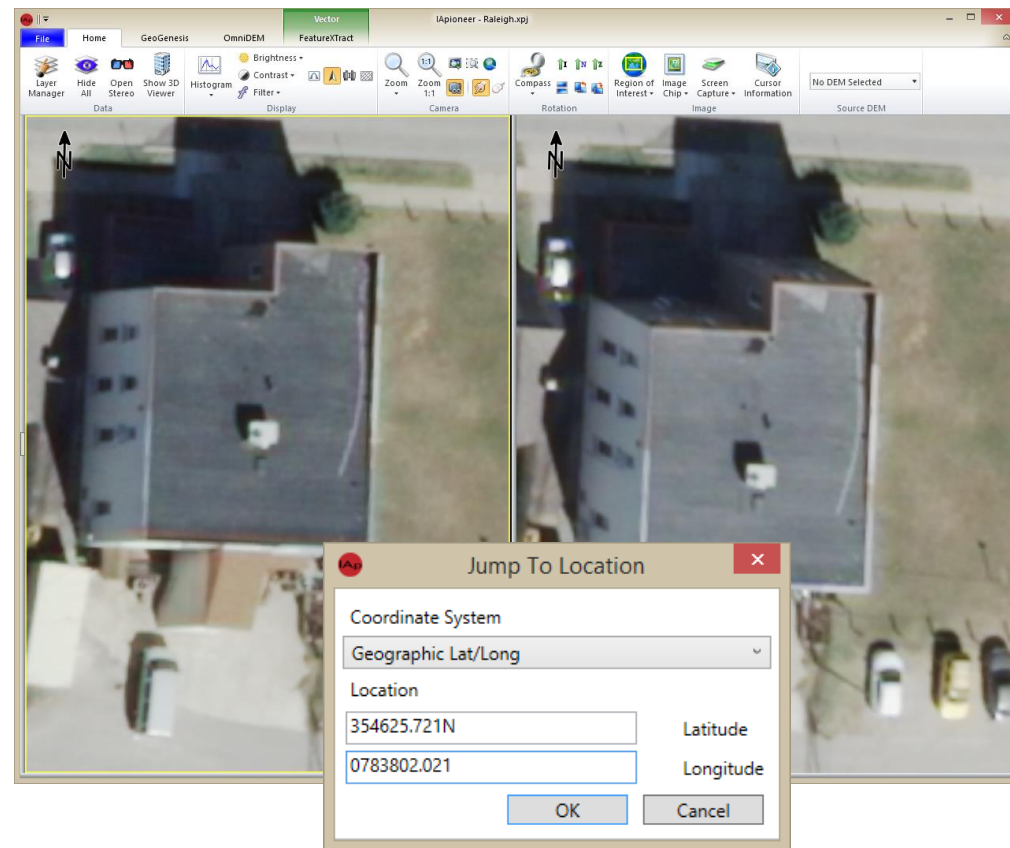 IAp
Vector
IApioneer - Raleigh.xpj
File Home GeoGenesis OmniDEM FeatureXTract
Layer Manager
Hide All
Open Stereo
Show 3D Viewer
Data
Histogram
Brightness
Contrast
Filter
Display
Zoom
1:1
Zoom 1:1
Camera
Compass
Rotation
Region of Interest
Image Chip
Screen Capture
Cursor Information
Image
No DEM Selected
Source DEM
N
N
IAp
Jump To Location
Coordinate System
Geographic Lat/Long
Location
354625.721N Latitude
0783802.021 Longitude
OK Cancel